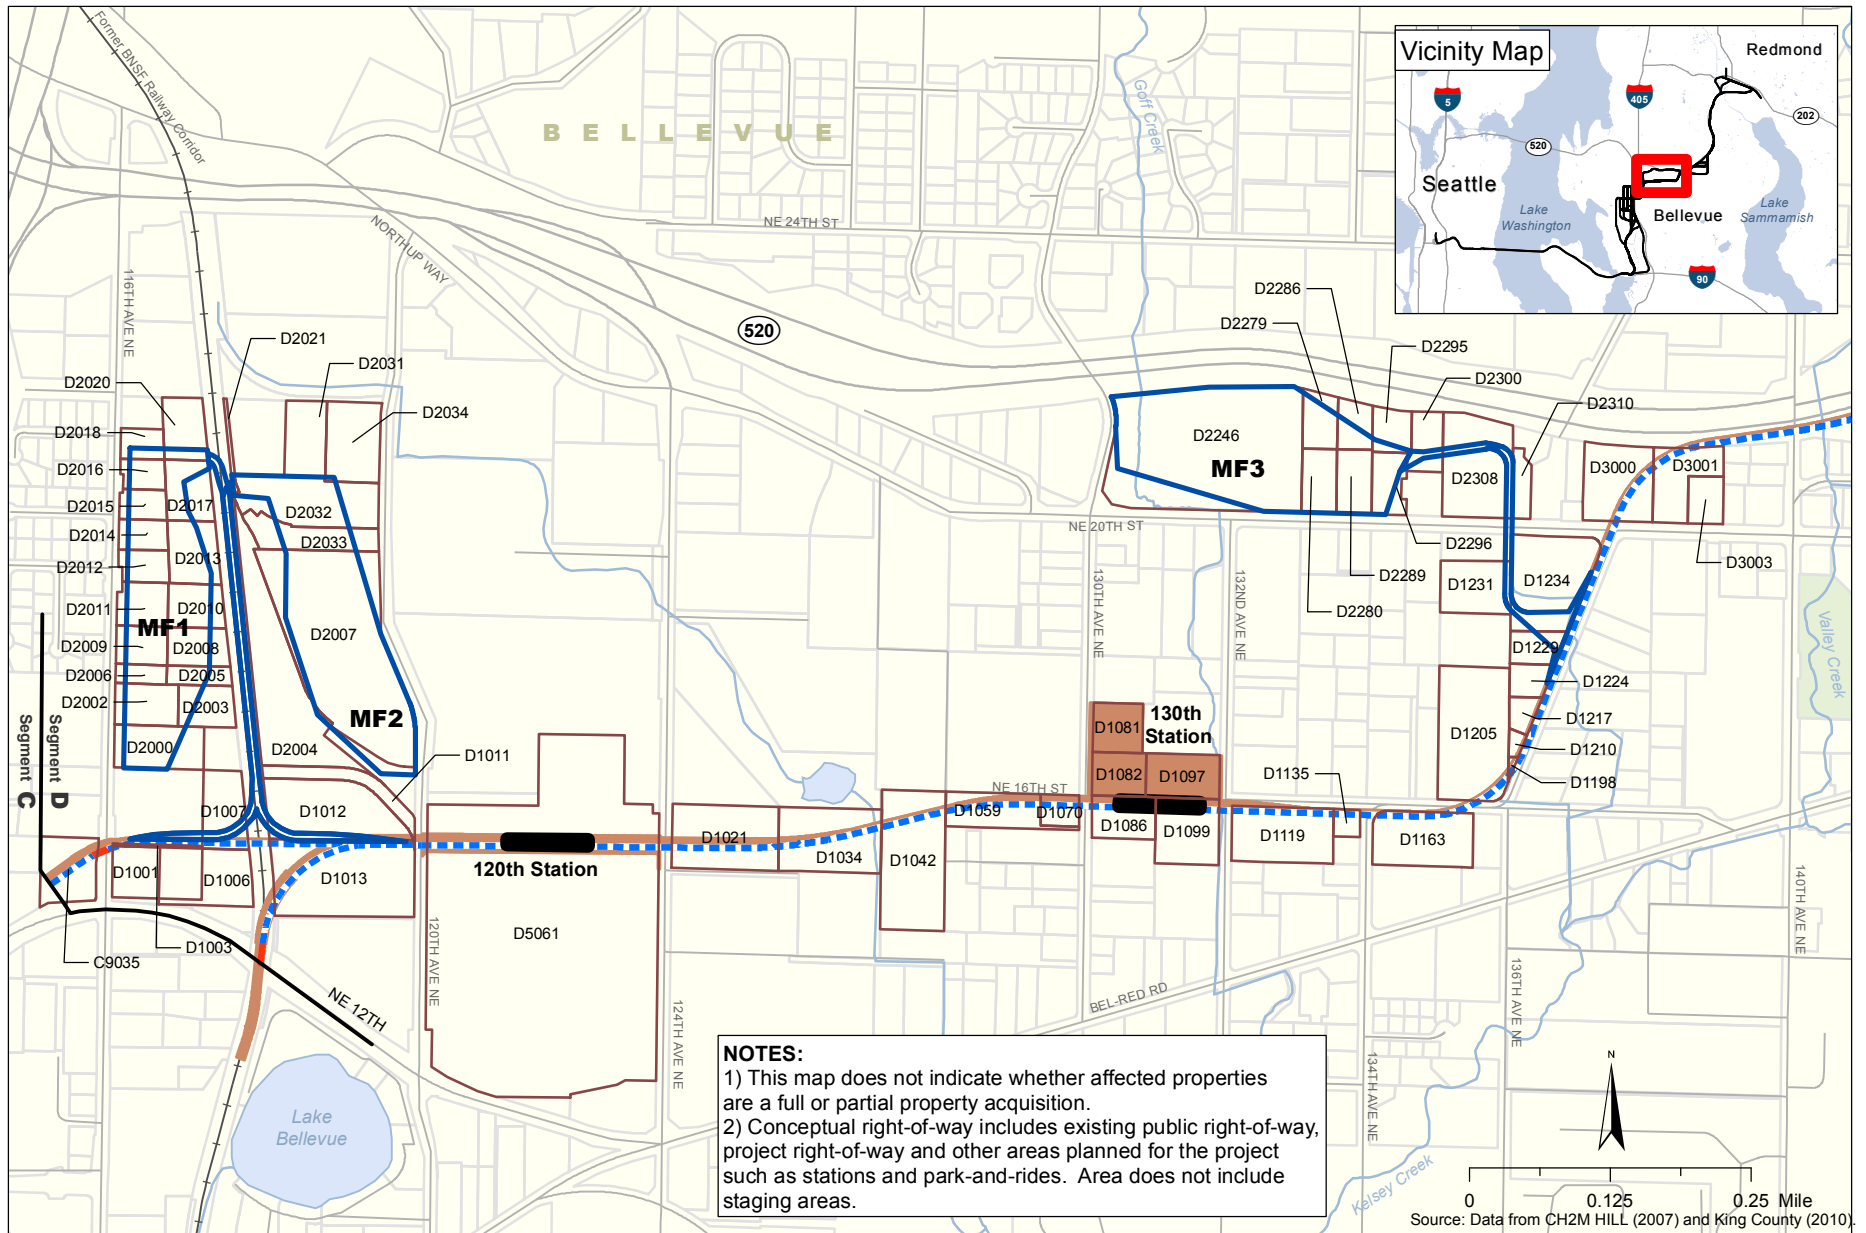 Former BNSF Railway Corridor
BELLEVUE
Goff Creek
Vicinity Map
Redmond
5
405
202
520
Seattle
Lake
Washington
Bellevue
Lake
Sammamish
90
NE 24TH ST
NORTHUP WAY
116TH AVE NE
520
D2286
D2279
D2295
D2300
D2310
D2021
D2031
D2020
D2034
D2018
D2016
D2015
D2017
D2014
D2013
D2012
D2011
D2010
MF1
D2009
D2008
D2006
D2005
D2002
D2003
D2000
D2032
D2033
D2007
MF2
D2004
D1011
D2246
MF3
D2308
D3000
D3001
NE 20TH ST
D2296
D2289
D2280
D1231
D1234
D3003
130TH AVE NE
132ND AVE NE
Valley Creek
D1229
D1224
D1217
D1205
D1210
D1198
Segment C
Segment D
130th
Station
D1081
D1082
D1097
D1135
NE 16TH ST
D1007
D1012
D1059
D1070
D1086
D1099
D1119
D1163
D1021
D1034
D1042
120th Station
D1001
D1006
D1013
D1003
C9035
D5061
120TH AVE NE
124TH AVE NE
NE 12TH
BEL-RED RD
136TH AVE NE
140TH AVE NE
134TH AVE NE
Kelsey Creek
Lake
Bellevue
NOTES:
1) This map does not indicate whether affected properties
are a full or partial property acquisition.
2) Conceptual right-of-way includes existing public right-of-way,
project right-of-way and other areas planned for the project
such as stations and park-and-rides.  Area does not include
staging areas.
N
0 0.125 0.25 Mile
Source: Data from CH2M HILL (2007) and King County (2010).